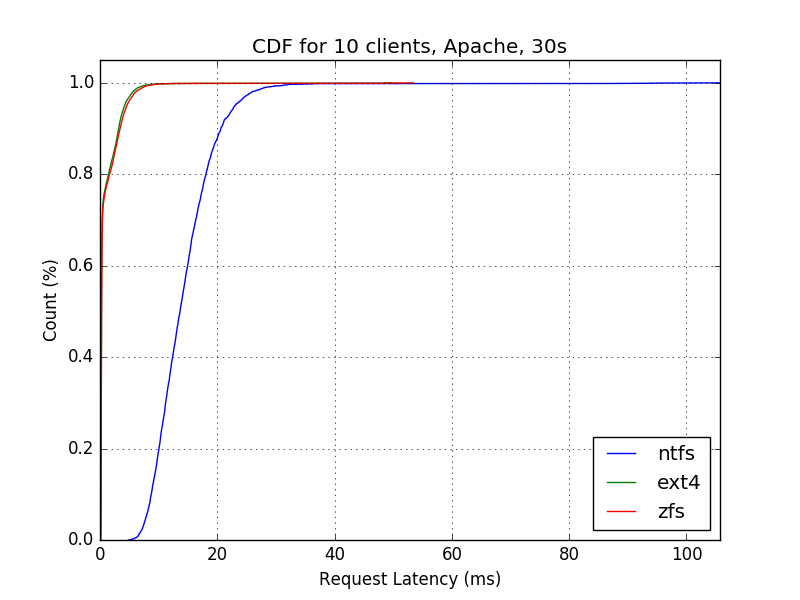 CDF for 10 clients, Apache, 30s
1.0
0.8
0.6
0.4
0.2
0.0
Count (%)
ntfs
ext4
zfs
0 20 40 60 80 100
Request Latency (ms)